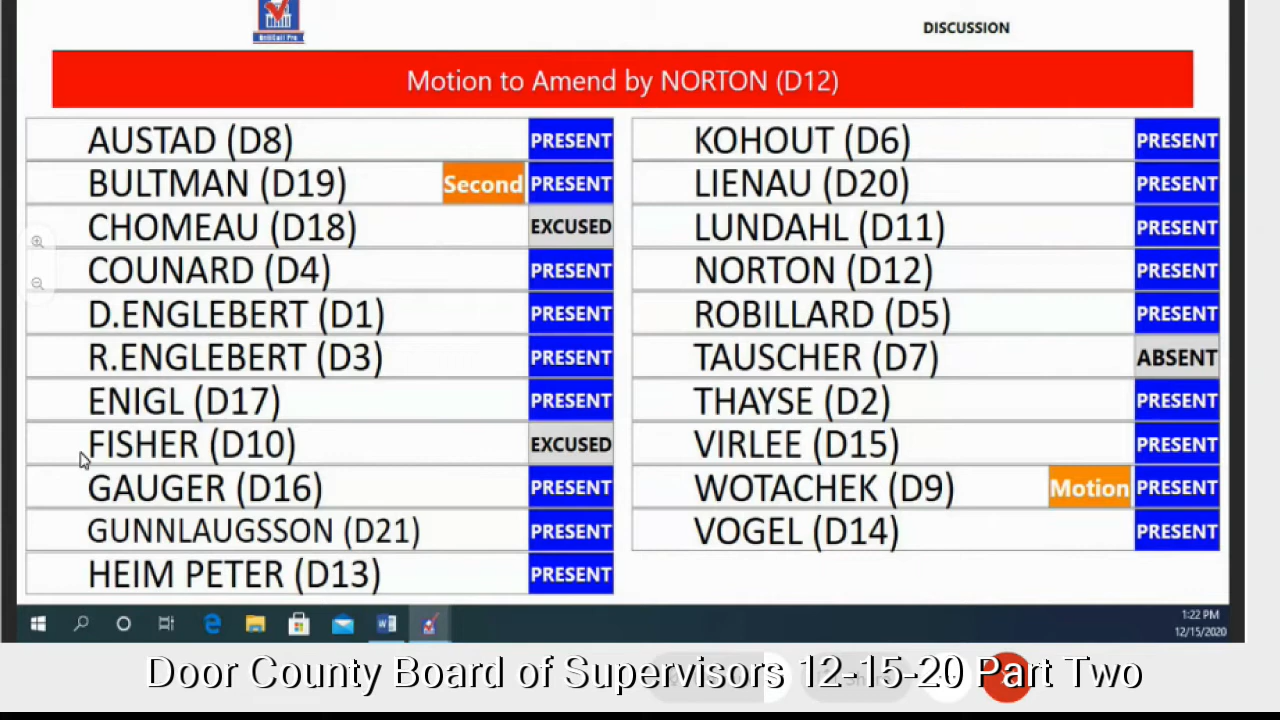 DISCUSSION
Motion to Amend by NORTON (D12)
AUSTAD (D8) PRESENT
BULTMAN (D19) Second PRESENT
CHOMEAU (D18) EXCUSED
COUNARD (D4) PRESENT
D.ENGLEBERT (D1) PRESENT
R.ENGLEBERT (D3) PRESENT
ENIGL (D17) PRESENT
FISHER (D10) EXCUSED
GAUGER (D16) PRESENT
GUNNLAUGSSON (D21) PRESENT
HEIM PETER (D13) PRESENT
KOHOUT (D6) PRESENT
LIENAU (D20) PRESENT
LUNDAHL (D11) PRESENT
NORTON (D12) PRESENT
ROBILLARD (D5) PRESENT
TAUSCHER (D7) ABSENT
THAYSE (D2) PRESENT
VIRLEE (D15) PRESENT
WOTACHEK (D9) Motion PRESENT
VOGEL (D14) PRESENT
1:22 PM
12/15/2020
Door County Board of Supervisors 12-15-20 Part Two